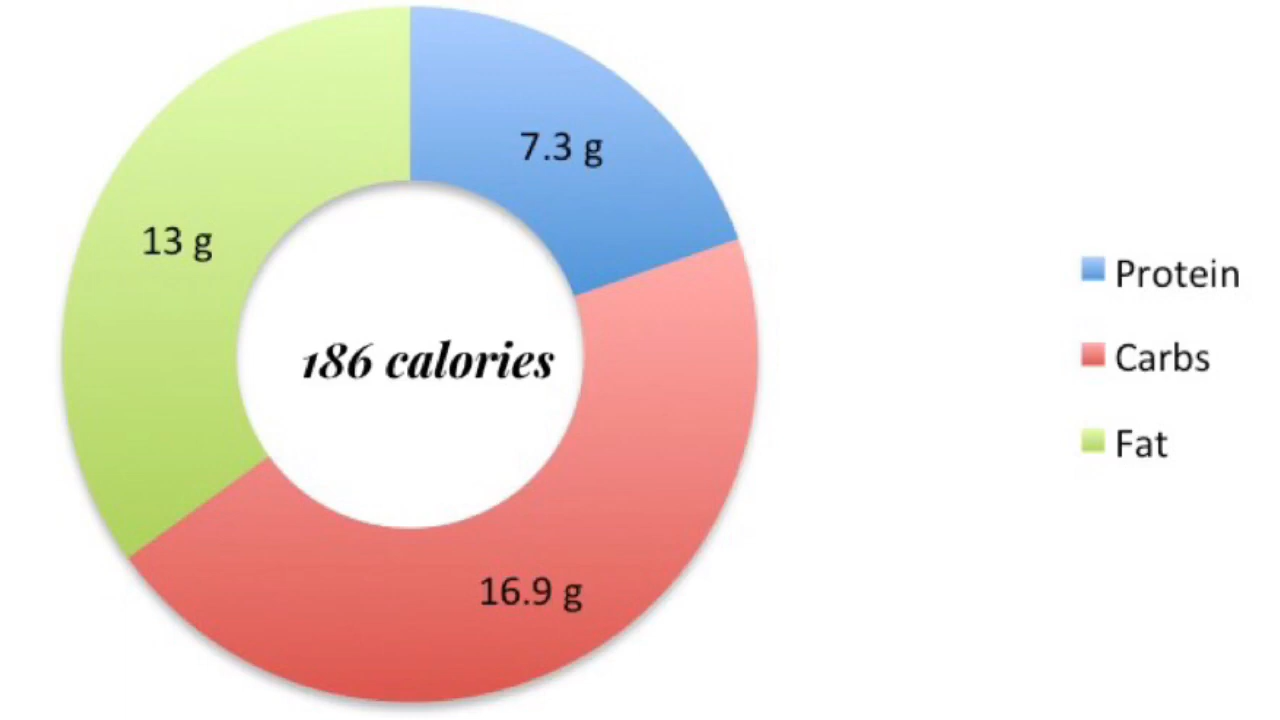 7.3 g
13 g
186 calories
16.9 g
Protein
Carbs
Fat